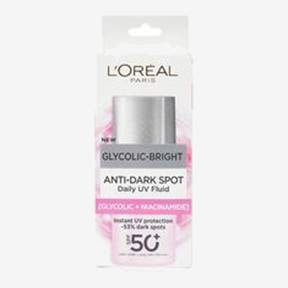 L'ORÉAL
PARIS
NEW
GLYCOLIC-BRIGHT
ANTI-DARK SPOT
Daily UV Fluid
[GLYCOLIC + NIACINAMIDE]
Instant UV protection
-53% dark spots
SPF 50+